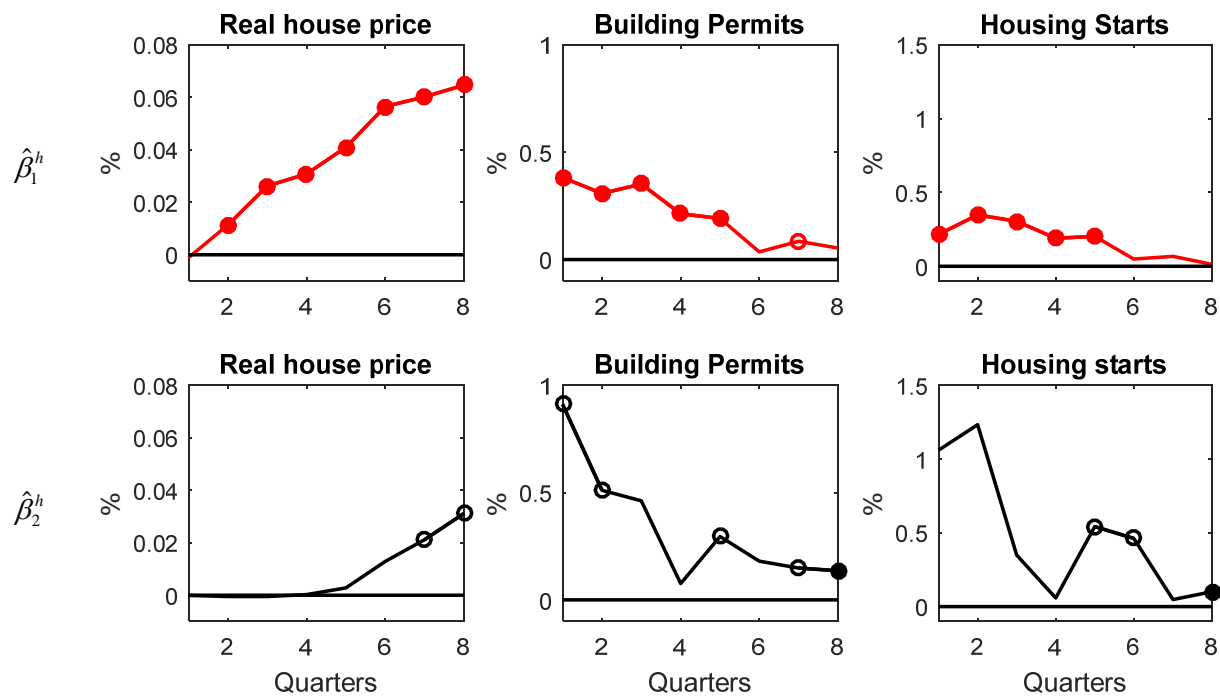 Real house price
Building Permits
Housing Starts
β̂₁ʰ
%
0.08
0.06
0.04
0.02
0
2 4 6 8
%
1
0.5
0
2 4 6 8
%
1.5
1
0.5
0
2 4 6 8
Real house price
Building Permits
Housing starts
β̂₂ʰ
%
0.08
0.06
0.04
0.02
0
2 4 6 8
Quarters
%
1
0.5
0
2 4 6 8
Quarters
%
1.5
1
0.5
0
2 4 6 8
Quarters